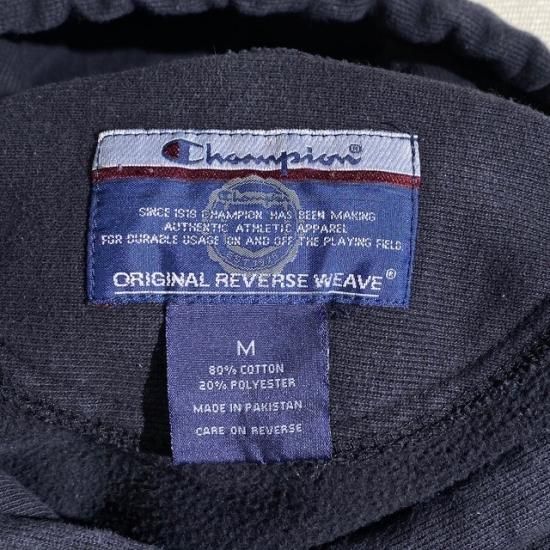 Champion®
SINCE 1919 CHAMPION HAS BEEN MAKING
AUTHENTIC ATHLETIC APPAREL
FOR DURABLE USAGE ON AND OFF THE PLAYING FIELD.
ORIGINAL REVERSE WEAVE®
M
80% COTTON
20% POLYESTER
MADE IN PAKISTAN
CARE ON REVERSE